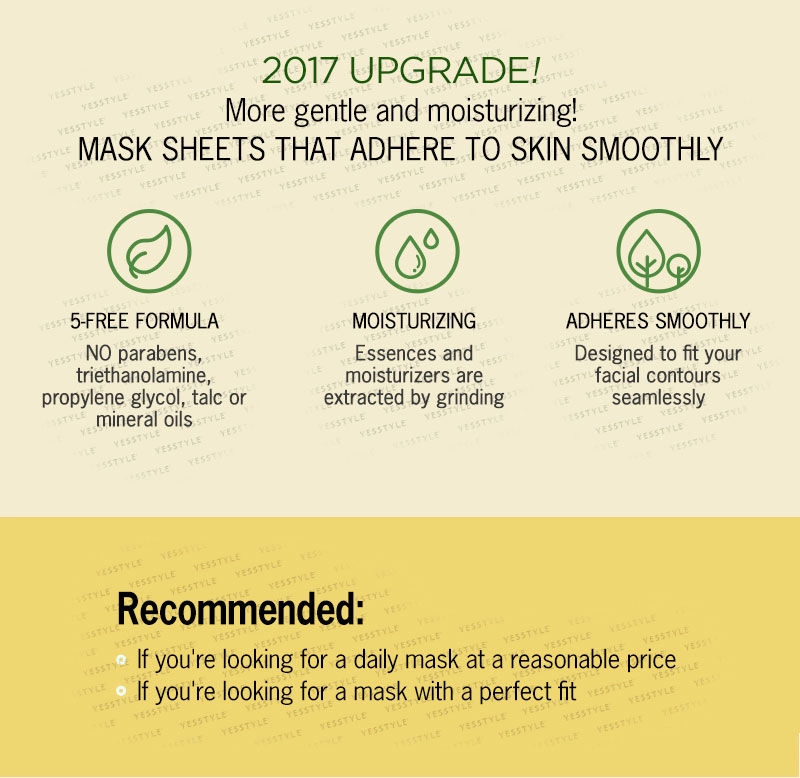 2017 UPGRADE!
More gentle and moisturizing!
MASK SHEETS THAT ADHERE TO SKIN SMOOTHLY
5-FREE FORMULA
NO parabens,
triethanolamine,
propylene glycol, talc or
mineral oils
MOISTURIZING
Essences and
moisturizers are
extracted by grinding
ADHERES SMOOTHLY
Designed to fit your
facial contours
seamlessly
Recommended:
If you're looking for a daily mask at a reasonable price
If you're looking for a mask with a perfect fit
YESSTYLE